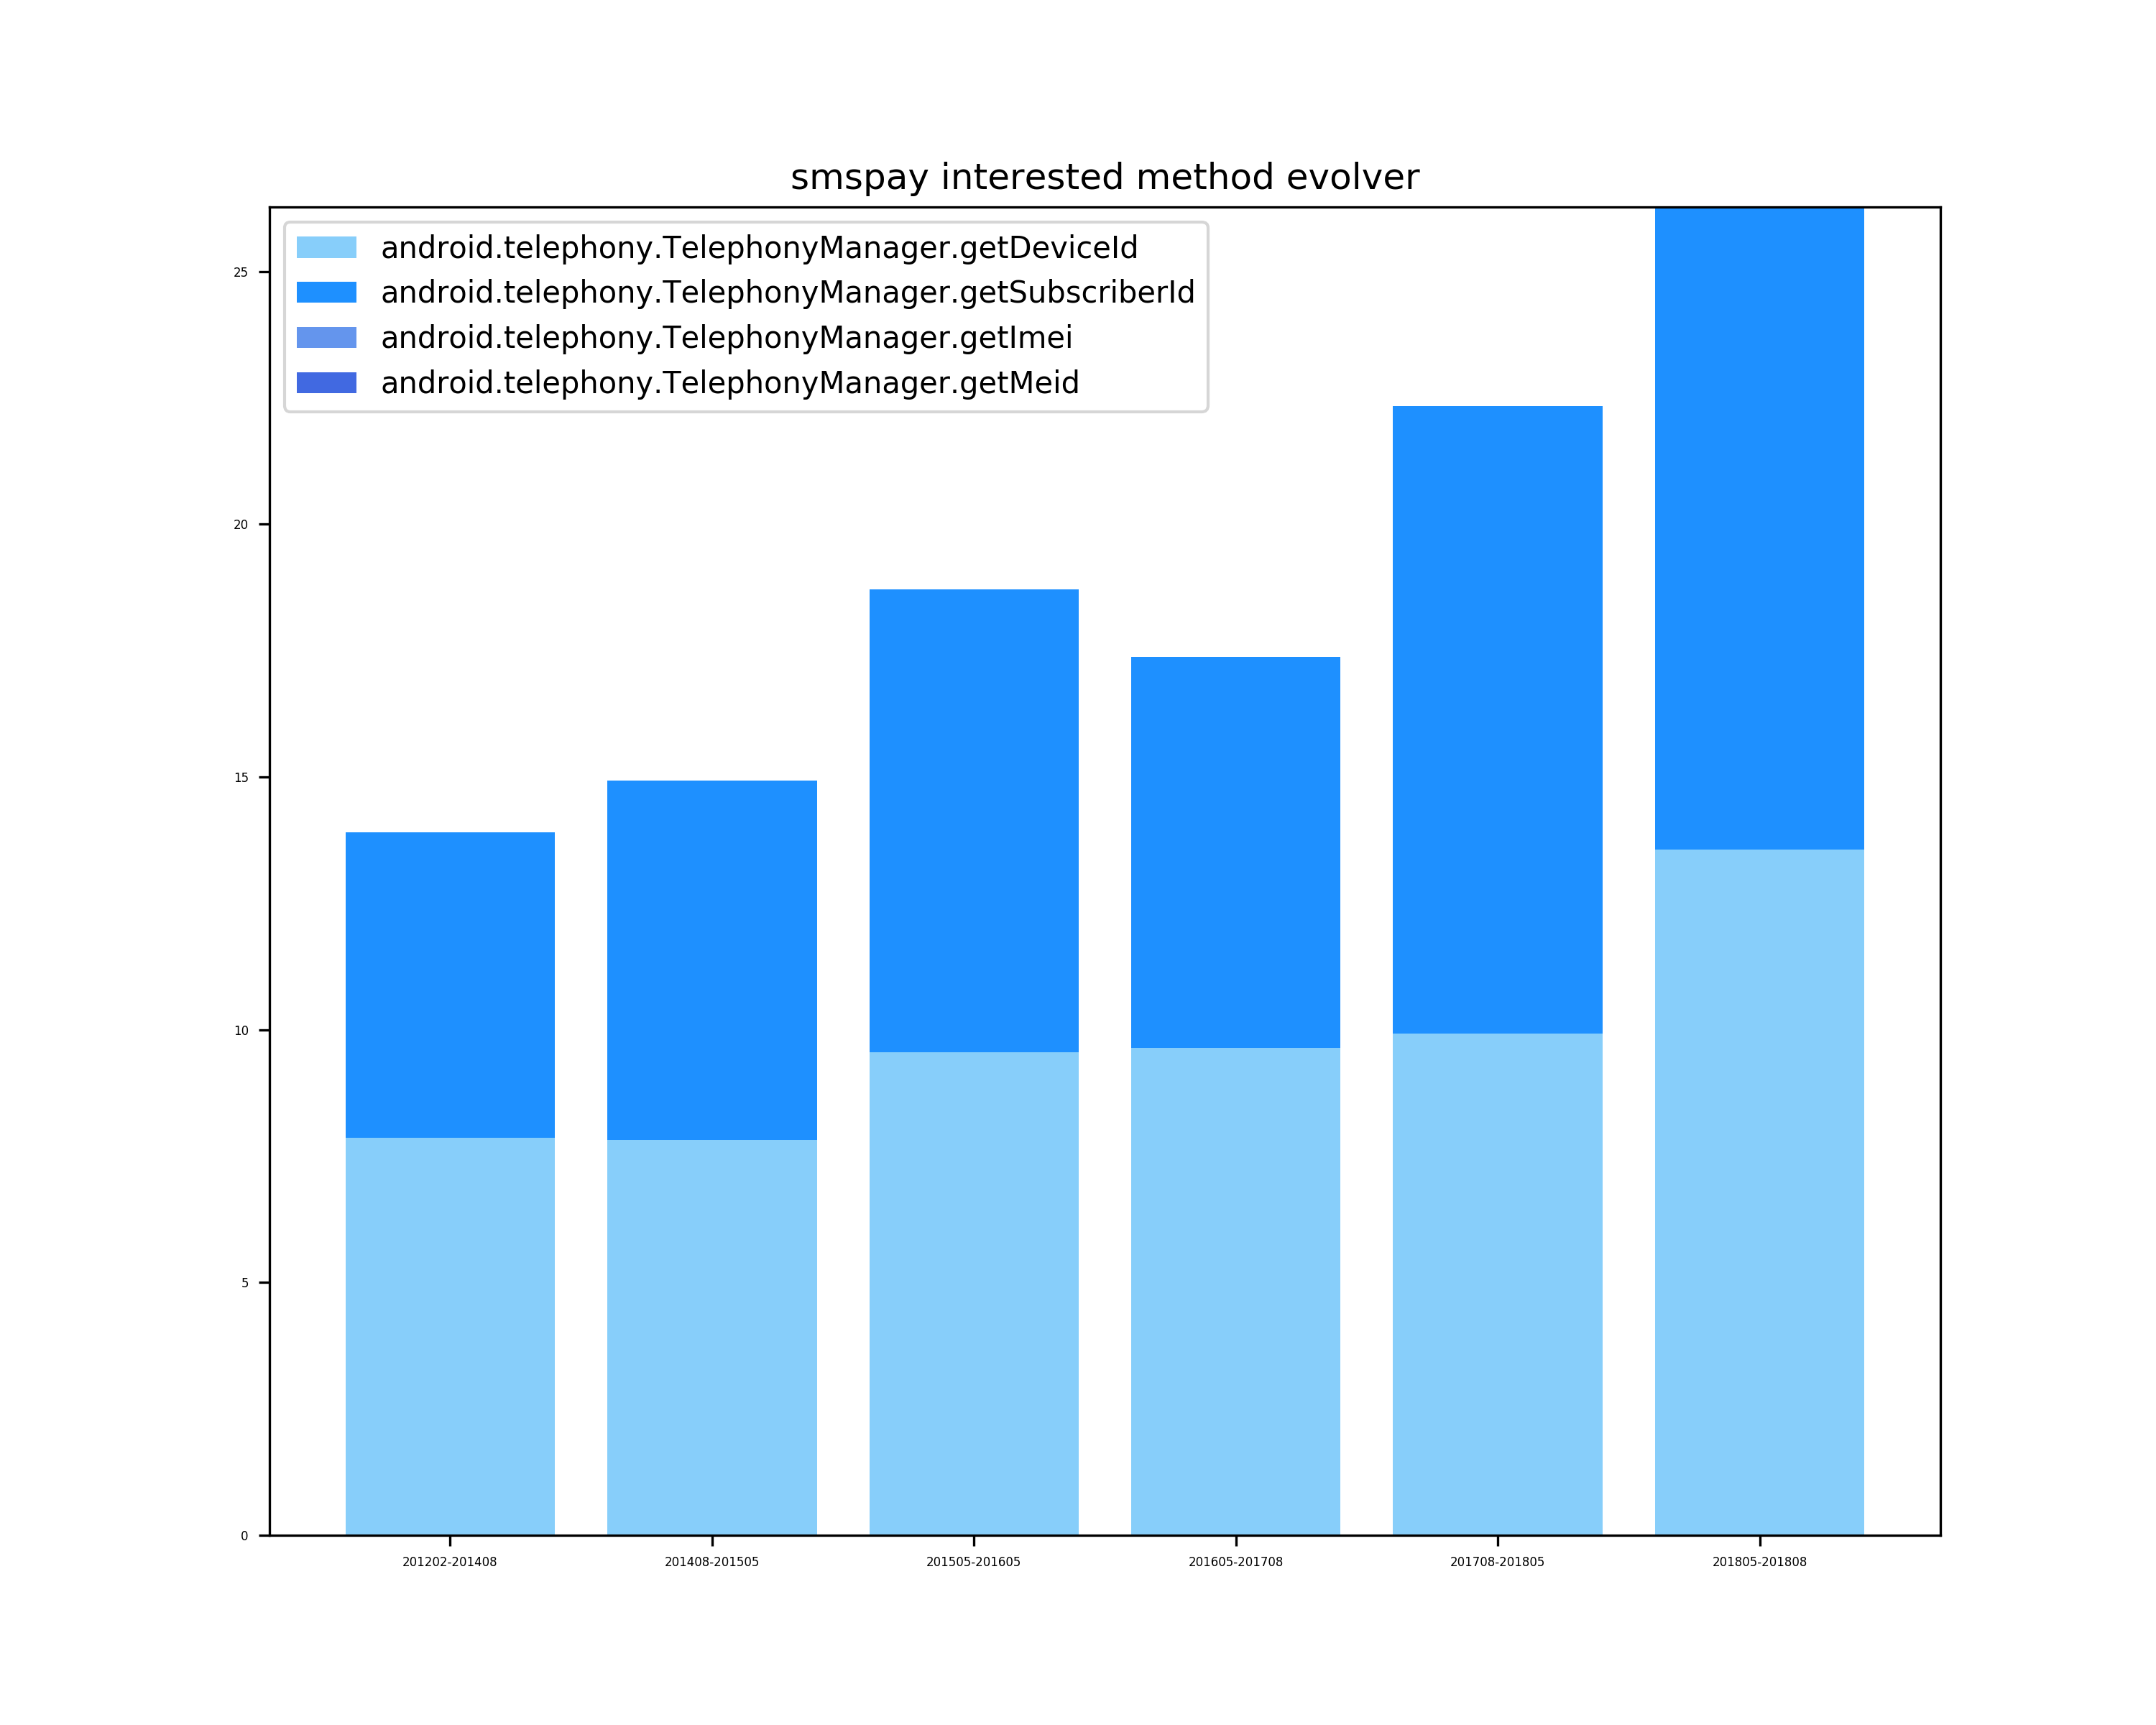 smspay interested method evolver
android.telephony.TelephonyManager.getDeviceId
android.telephony.TelephonyManager.getSubscriberId
android.telephony.TelephonyManager.getImei
android.telephony.TelephonyManager.getMeid
25
20
15
10
5
0
201202-201408 201408-201505 201505-201605 201605-201708 201708-201805 201805-201808